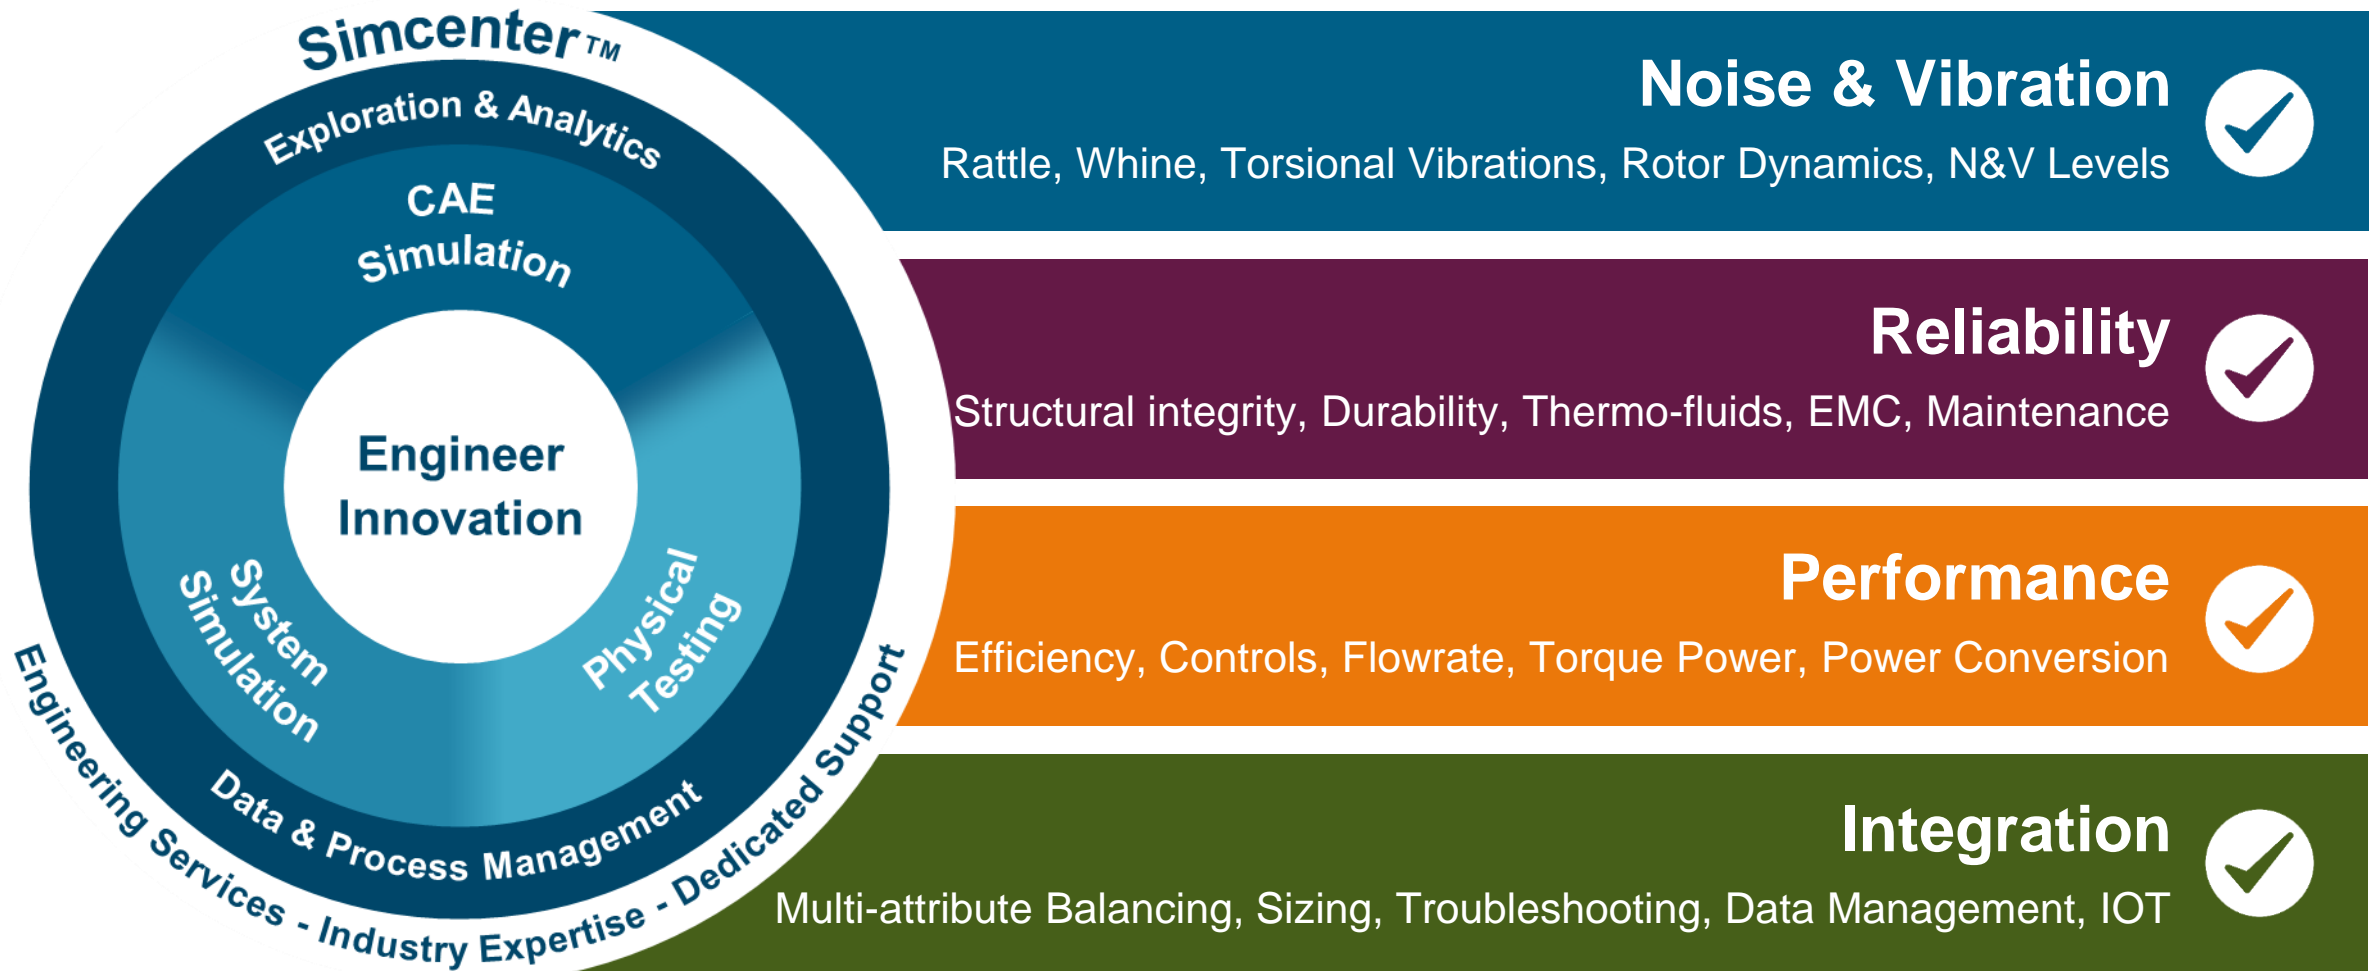 Simcenter™
Exploration & Analytics
CAE
Simulation
Engineer
Innovation
System
Simulation
Physical
Testing
Data & Process Management
Engineering Services - Industry Expertise - Dedicated Support
Noise & Vibration
Rattle, Whine, Torsional Vibrations, Rotor Dynamics, N&V Levels
Reliability
Structural integrity, Durability, Thermo-fluids, EMC, Maintenance
Performance
Efficiency, Controls, Flowrate, Torque Power, Power Conversion
Integration
Multi-attribute Balancing, Sizing, Troubleshooting, Data Management, IOT